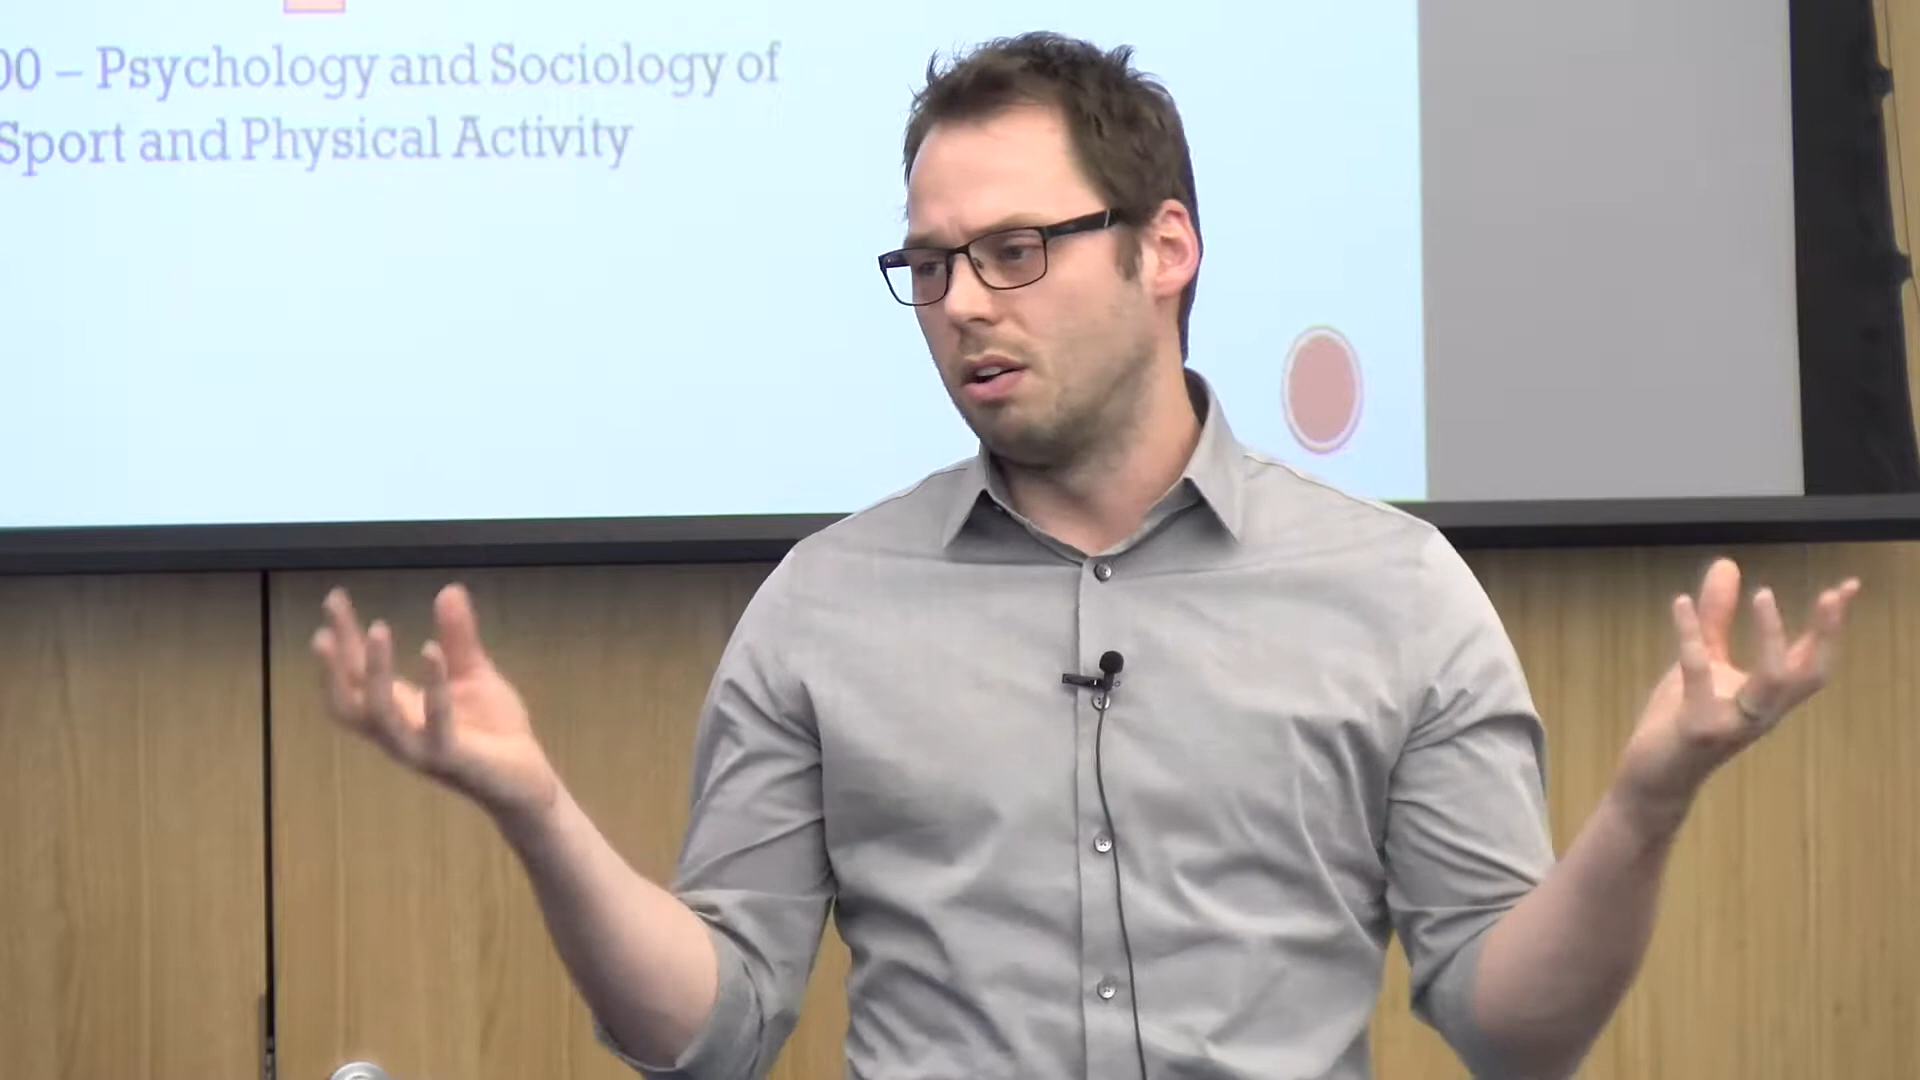 00 – Psychology and Sociology of
Sport and Physical Activity